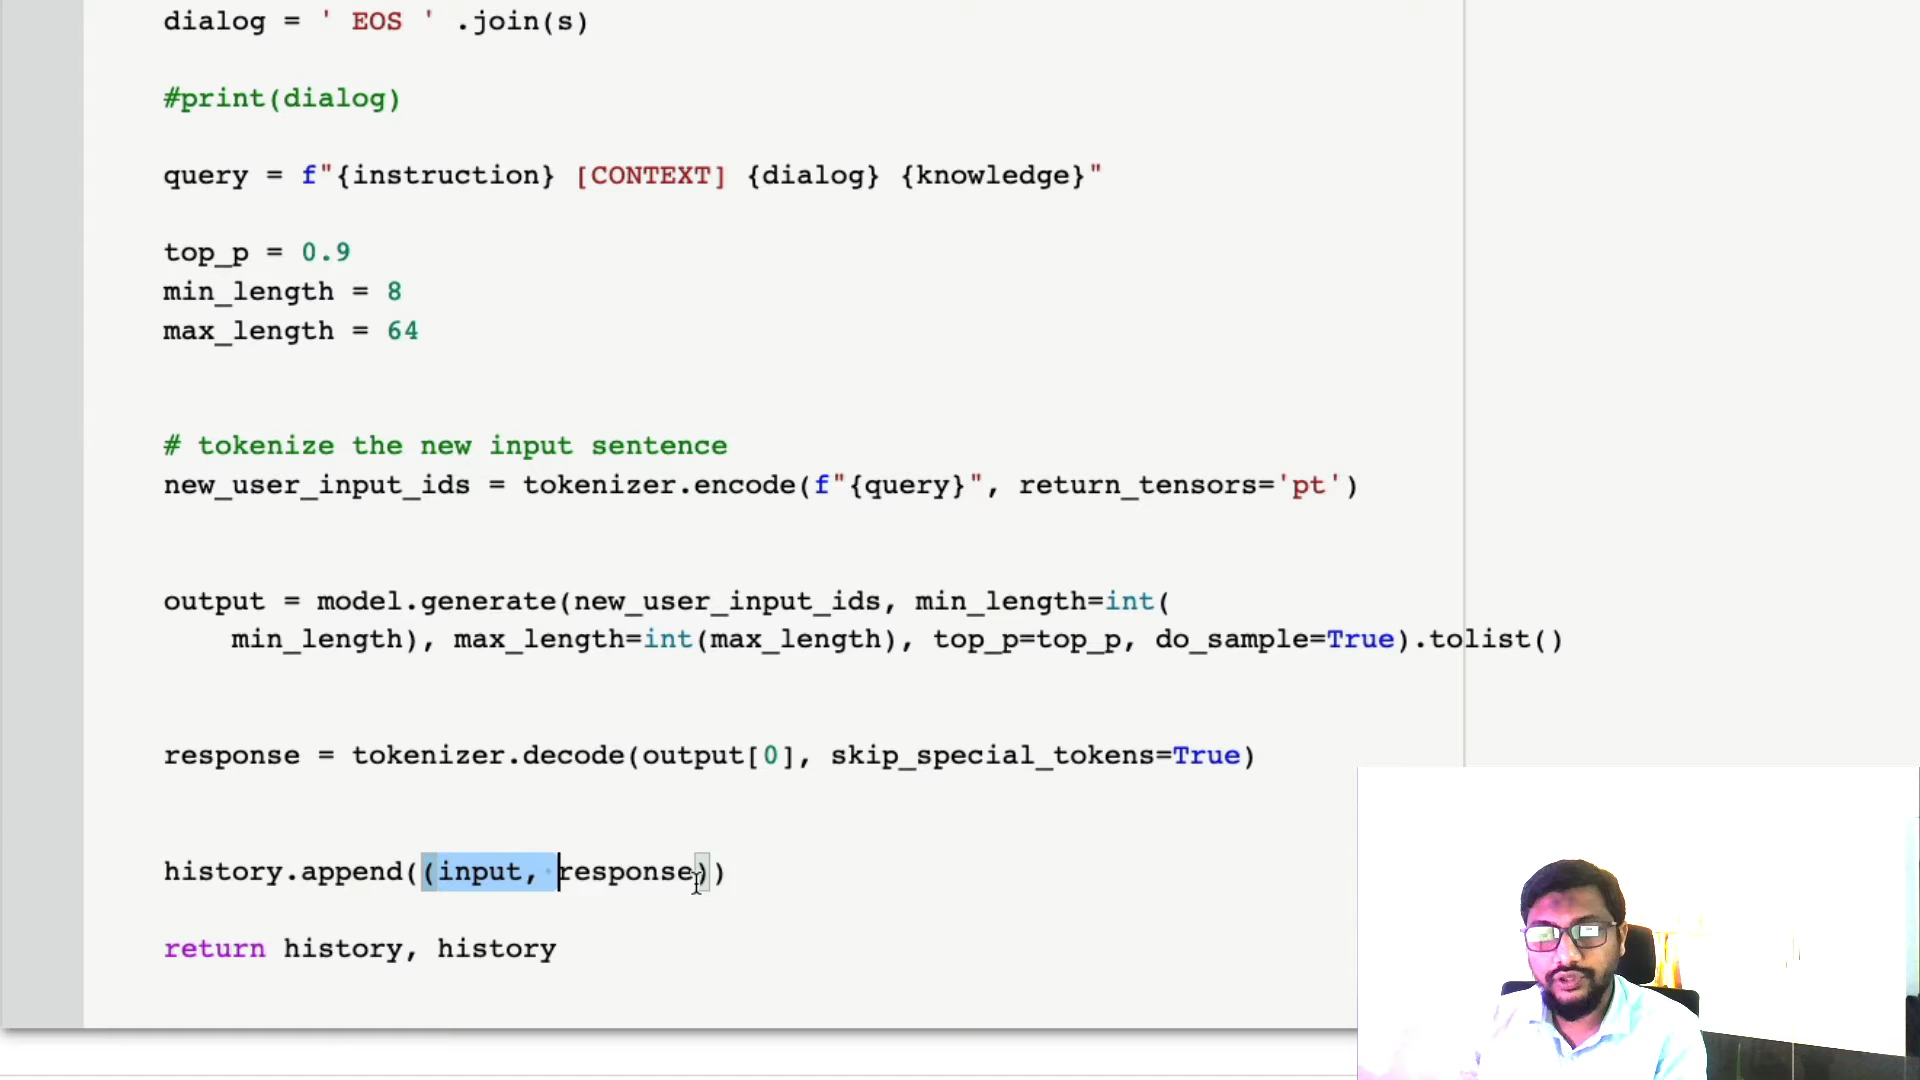 dialog = ' EOS ' .join(s)
#print(dialog)
query = f"{instruction} [CONTEXT] {dialog} {knowledge}"
top_p = 0.9
min_length = 8
max_length = 64
# tokenize the new input sentence
new_user_input_ids = tokenizer.encode(f"{query}", return_tensors='pt')
output = model.generate(new_user_input_ids, min_length=int(
min_length), max_length=int(max_length), top_p=top_p, do_sample=True).tolist()
response = tokenizer.decode(output[0], skip_special_tokens=True)
history.append((input, response))
return history, history